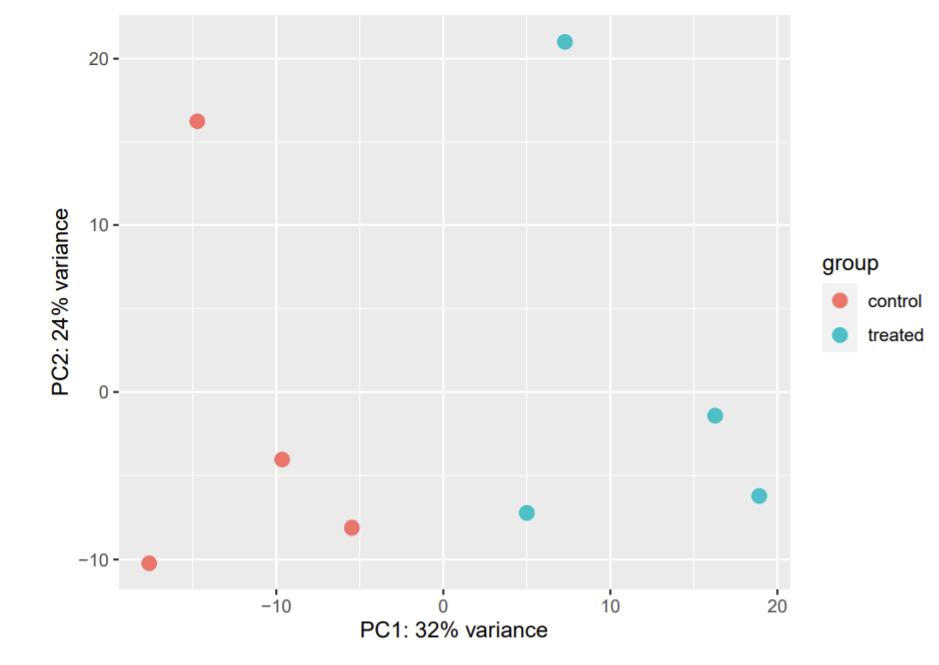 20
10
0
−10
−10
0
10
20
PC1: 32% variance
PC2: 24% variance
group
control
treated